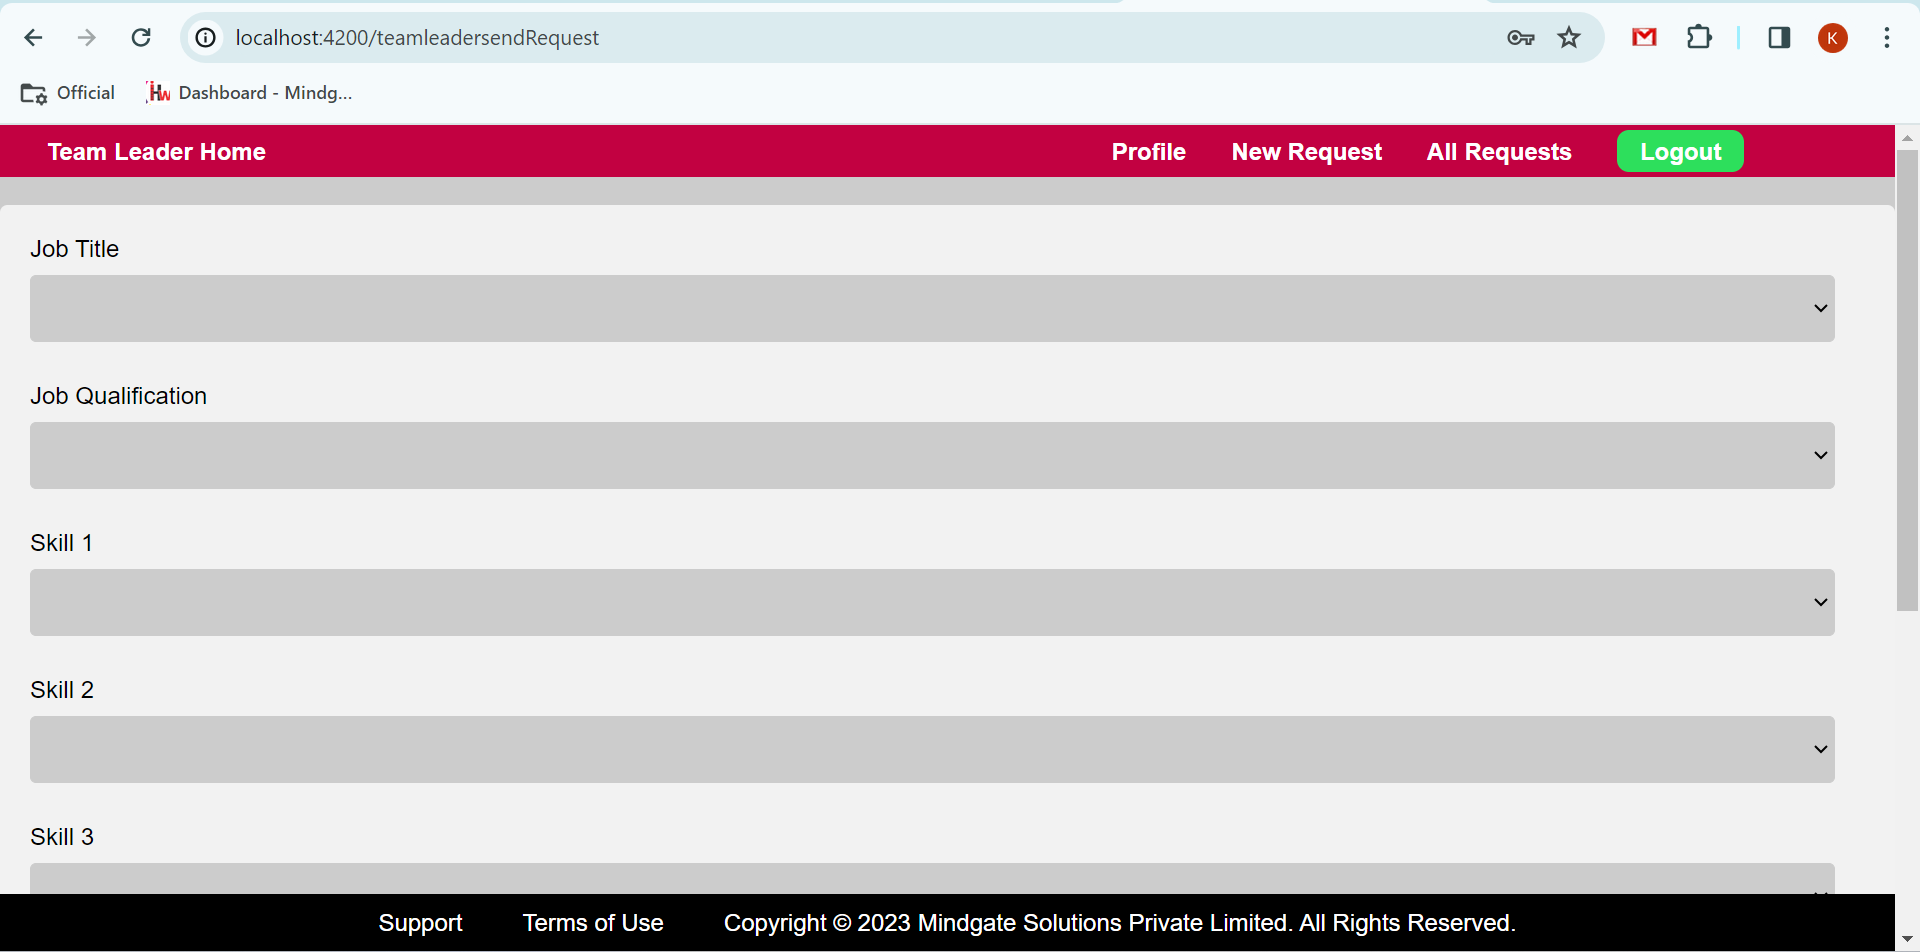 localhost:4200/teamleadersendRequest
K
Official
Dashboard - Mindg...
Team Leader Home
Profile
New Request
All Requests
Logout
Job Title
Job Qualification
Skill 1
Skill 2
Skill 3
Support
Terms of Use
Copyright © 2023 Mindgate Solutions Private Limited. All Rights Reserved.